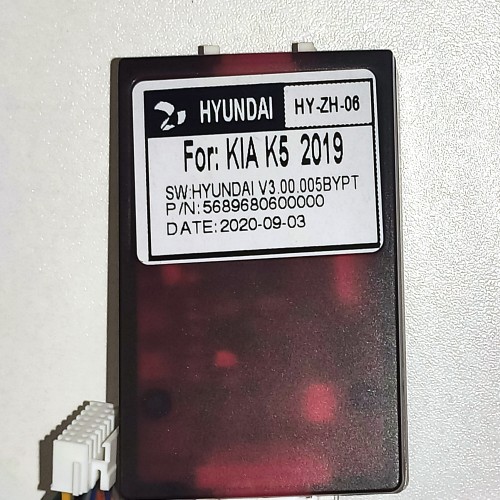 HYUNDAI HY-ZH-06
For: KIA K5 2019
SW:HYUNDAI V3.00.005BYPT
P/N:5689680600000
DATE:2020-09-03